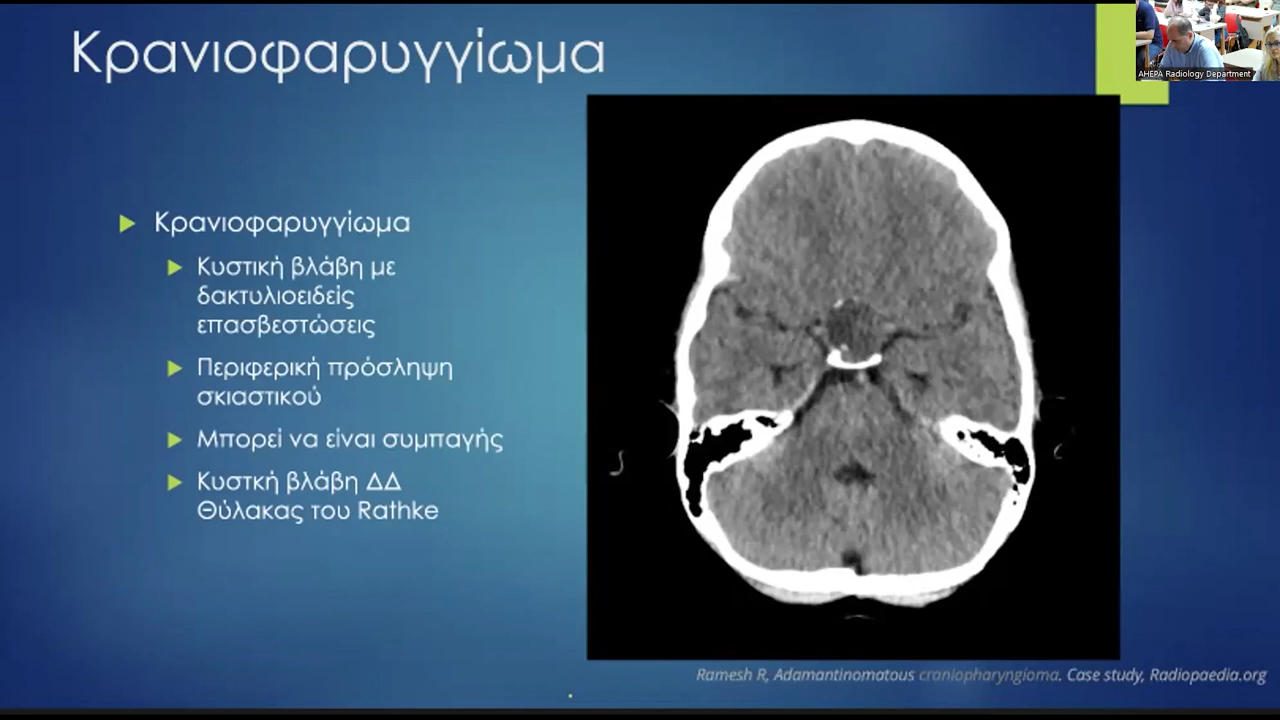 Κρανιοφαρυγγίωμα
AHEPA Radiology Department
Κρανιοφαρυγγίωμα
Κυστική βλάβη με
δακτυλιοειδείς
επασβεστώσεις
Περιφερική πρόσληψη
σκιαστικού
Μπορεί να είναι συμπαγής
Κυστκή βλάβη ΔΔ
Θύλακας του Rathke
Ramesh R, Adamantinomatous craniopharyngioma. Case study, Radiopaedia.org